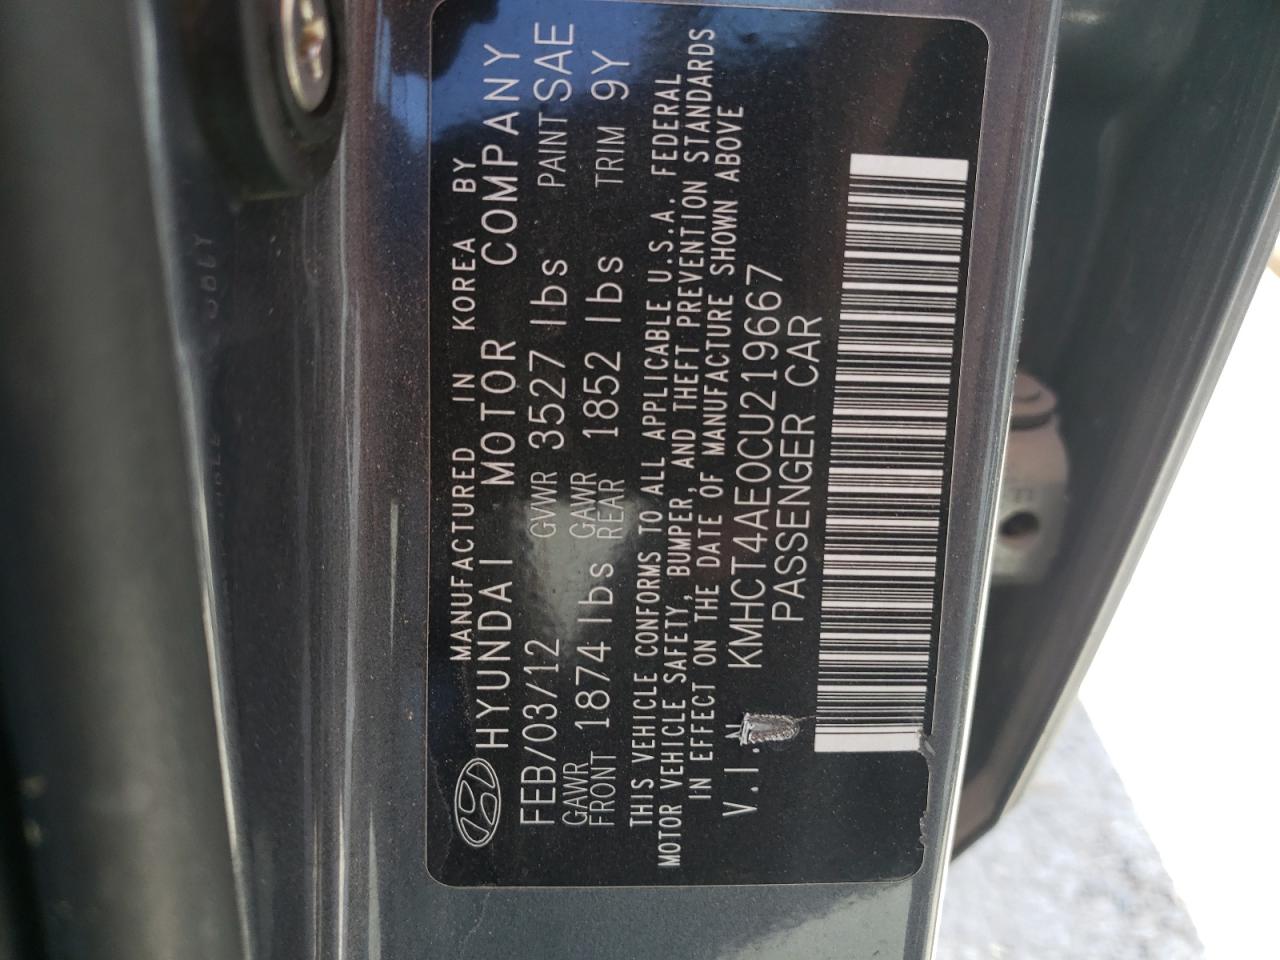 MANUFACTURED IN KOREA BY
HYUNDAI MOTOR COMPANY
FEB/03/12 GVWR 3527 lbs PAINT SAE
GAWR FRONT 1874 lbs GAWR REAR 1852 lbs TRIM 9Y
THIS VEHICLE CONFORMS TO ALL APPLICABLE U.S.A. FEDERAL
MOTOR VEHICLE SAFETY, BUMPER, AND THEFT PREVENTION STANDARDS
IN EFFECT ON THE DATE OF MANUFACTURE SHOWN ABOVE
V.I.N KMHCT4AE0CU219667
PASSENGER CAR